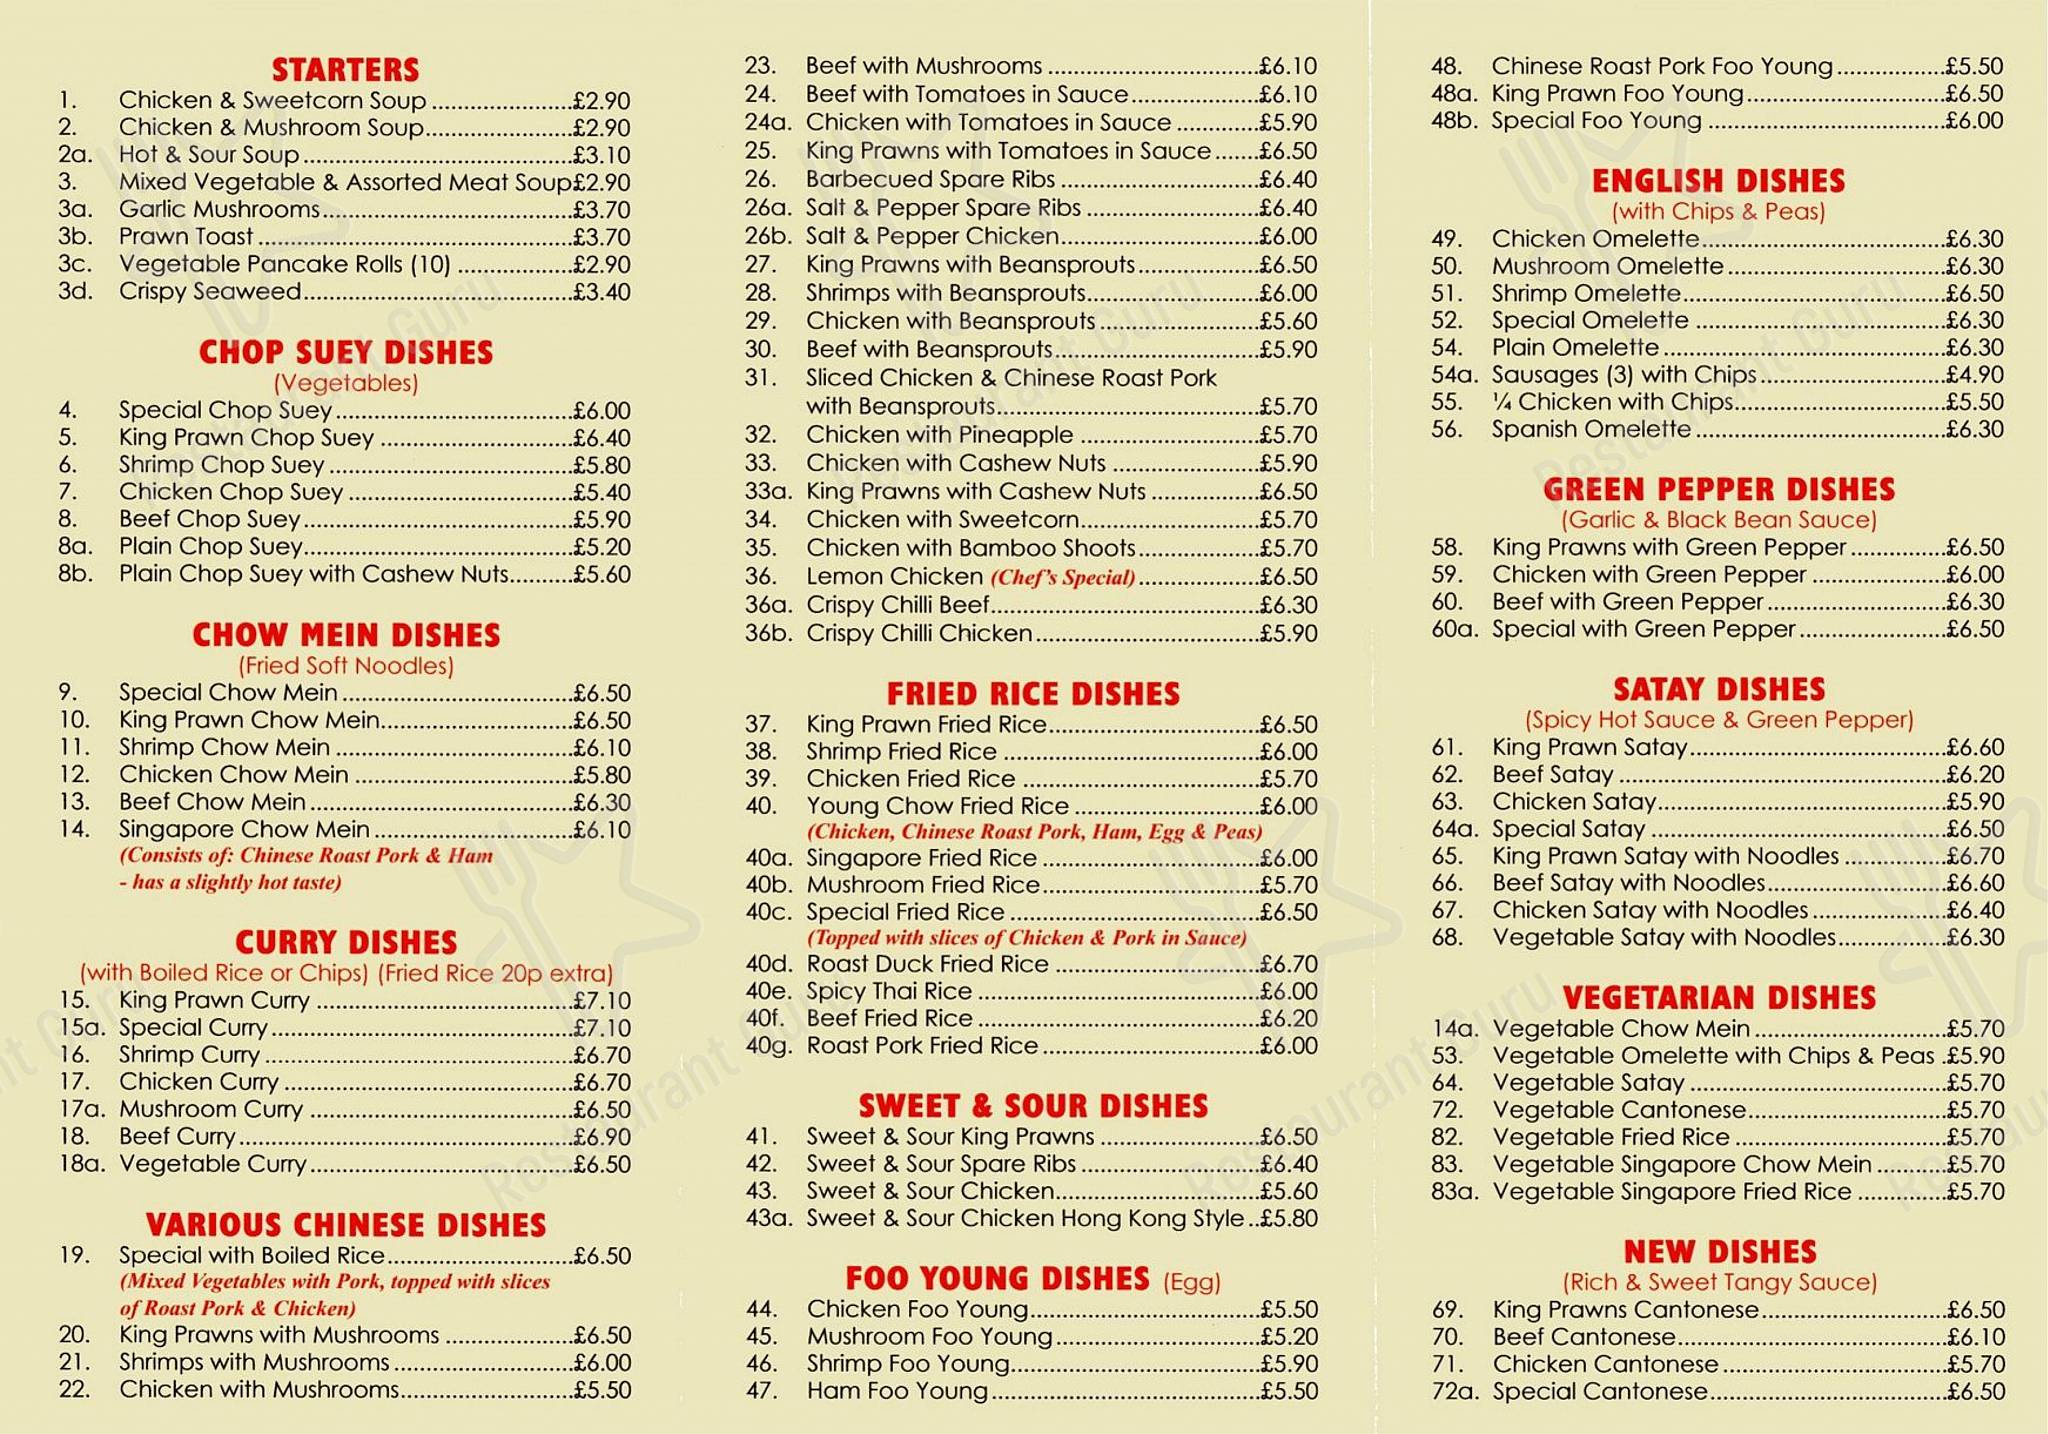 STARTERS
1. Chicken & Sweetcorn Soup £2.90
2. Chicken & Mushroom Soup £2.90
2a. Hot & Sour Soup £3.10
3. Mixed Vegetable & Assorted Meat Soup £2.90
3a. Garlic Mushrooms £3.70
3b. Prawn Toast £3.70
3c. Vegetable Pancake Rolls (10) £2.90
3d. Crispy Seaweed £3.40
CHOP SUEY DISHES
(Vegetables)
4. Special Chop Suey £6.00
5. King Prawn Chop Suey £6.40
6. Shrimp Chop Suey £5.80
7. Chicken Chop Suey £5.40
8. Beef Chop Suey £5.90
8a. Plain Chop Suey £5.20
8b. Plain Chop Suey with Cashew Nuts £5.60
CHOW MEIN DISHES
(Fried Soft Noodles)
9. Special Chow Mein £6.50
10. King Prawn Chow Mein £6.50
11. Shrimp Chow Mein £6.10
12. Chicken Chow Mein £5.80
13. Beef Chow Mein £6.30
14. Singapore Chow Mein £6.10
(Consists of: Chinese Roast Pork & Ham
- has a slightly hot taste)
CURRY DISHES
(with Boiled Rice or Chips) (Fried Rice 20p extra)
15. King Prawn Curry £7.10
15a. Special Curry £7.10
16. Shrimp Curry £6.70
17. Chicken Curry £6.70
17a. Mushroom Curry £6.50
18. Beef Curry £6.90
18a. Vegetable Curry £6.50
VARIOUS CHINESE DISHES
19. Special with Boiled Rice £6.50
(Mixed Vegetables with Pork, topped with slices
of Roast Pork & Chicken)
20. King Prawns with Mushrooms £6.50
21. Shrimps with Mushrooms £6.00
22. Chicken with Mushrooms £5.50
23. Beef with Mushrooms £6.10
24. Beef with Tomatoes in Sauce £6.10
24a. Chicken with Tomatoes in Sauce £5.90
25. King Prawns with Tomatoes in Sauce £6.50
26. Barbecued Spare Ribs £6.40
26a. Salt & Pepper Spare Ribs £6.40
26b. Salt & Pepper Chicken £6.00
27. King Prawns with Beansprouts £6.50
28. Shrimps with Beansprouts £6.00
29. Chicken with Beansprouts £5.60
30. Beef with Beansprouts £5.90
31. Sliced Chicken & Chinese Roast Pork
with Beansprouts £5.70
32. Chicken with Pineapple £5.70
33. Chicken with Cashew Nuts £5.90
33a. King Prawns with Cashew Nuts £6.50
34. Chicken with Sweetcorn £5.70
35. Chicken with Bamboo Shoots £5.70
36. Lemon Chicken (Chef's Special) £6.50
36a. Crispy Chilli Beef £6.30
36b. Crispy Chilli Chicken £5.90
FRIED RICE DISHES
37. King Prawn Fried Rice £6.50
38. Shrimp Fried Rice £6.00
39. Chicken Fried Rice £5.70
40. Young Chow Fried Rice £6.00
(Chicken, Chinese Roast Pork, Ham, Egg & Peas)
40a. Singapore Fried Rice £6.00
40b. Mushroom Fried Rice £5.70
40c. Special Fried Rice £6.50
(Topped with slices of Chicken & Pork in Sauce)
40d. Roast Duck Fried Rice £6.70
40e. Spicy Thai Rice £6.00
40f. Beef Fried Rice £6.20
40g. Roast Pork Fried Rice £6.00
SWEET & SOUR DISHES
41. Sweet & Sour King Prawns £6.50
42. Sweet & Sour Spare Ribs £6.40
43. Sweet & Sour Chicken £5.60
43a. Sweet & Sour Chicken Hong Kong Style £5.80
FOO YOUNG DISHES (Egg)
44. Chicken Foo Young £5.50
45. Mushroom Foo Young £5.20
46. Shrimp Foo Young £5.90
47. Ham Foo Young £5.50
48. Chinese Roast Pork Foo Young £5.50
48a. King Prawn Foo Young £6.50
48b. Special Foo Young £6.00
ENGLISH DISHES
(with Chips & Peas)
49. Chicken Omelette £6.30
50. Mushroom Omelette £6.30
51. Shrimp Omelette £6.50
52. Special Omelette £6.30
54. Plain Omelette £6.30
54a. Sausages (3) with Chips £4.90
55. ¼ Chicken with Chips £5.50
56. Spanish Omelette £6.30
GREEN PEPPER DISHES
(Garlic & Black Bean Sauce)
58. King Prawns with Green Pepper £6.50
59. Chicken with Green Pepper £6.00
60. Beef with Green Pepper £6.30
60a. Special with Green Pepper £6.50
SATAY DISHES
(Spicy Hot Sauce & Green Pepper)
61. King Prawn Satay £6.60
62. Beef Satay £6.20
63. Chicken Satay £5.90
64a. Special Satay £6.50
65. King Prawn Satay with Noodles £6.70
66. Beef Satay with Noodles £6.60
67. Chicken Satay with Noodles £6.40
68. Vegetable Satay with Noodles £6.30
VEGETARIAN DISHES
14a. Vegetable Chow Mein £5.70
53. Vegetable Omelette with Chips & Peas £5.90
64. Vegetable Satay £5.70
72. Vegetable Cantonese £5.70
82. Vegetable Fried Rice £5.70
83. Vegetable Singapore Chow Mein £5.70
83a. Vegetable Singapore Fried Rice £5.70
NEW DISHES
(Rich & Sweet Tangy Sauce)
69. King Prawns Cantonese £6.50
70. Beef Cantonese £6.10
71. Chicken Cantonese £5.70
72a. Special Cantonese £6.50
Restaurant Guru
Restaurant Guru
Restaurant Guru
Restaurant Guru
Restaurant Guru